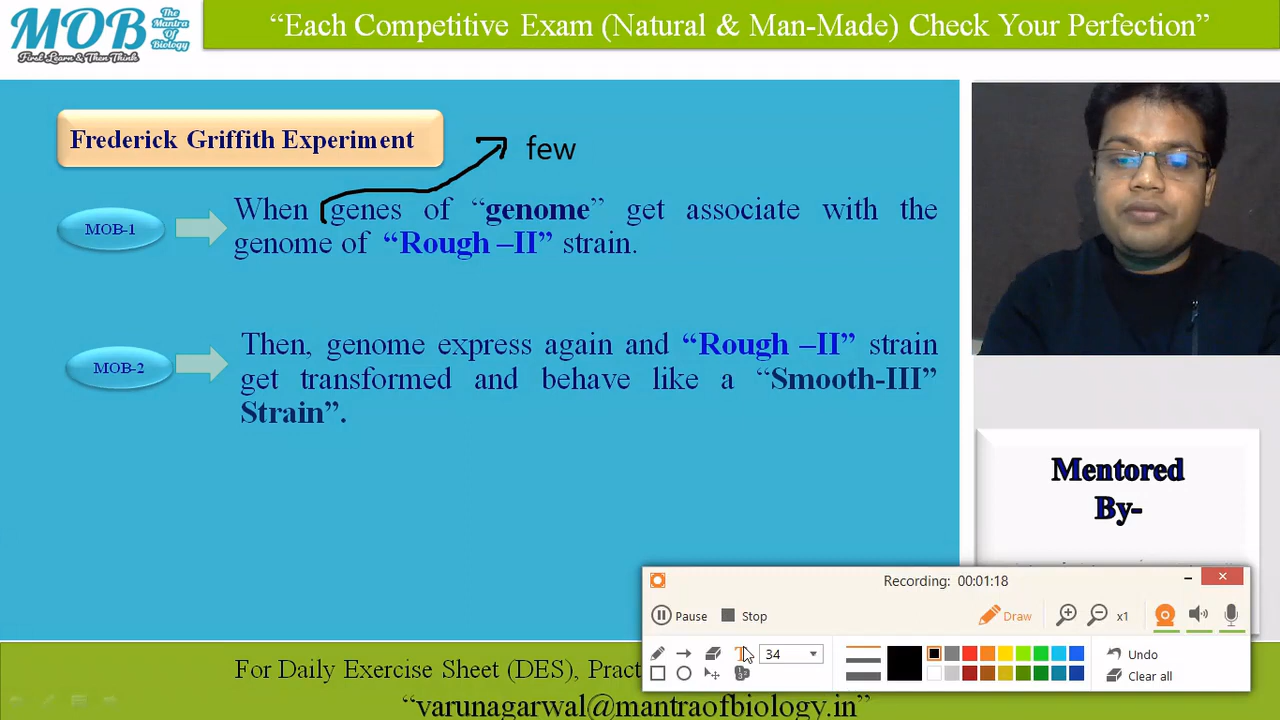 “Each Competitive Exam (Natural & Man-Made) Check Your Perfection”
MOB
The
Mantra
Of
Biology
First Learn & Then Think
Frederick Griffith Experiment
few
MOB-1
When genes of “genome” get associate with the
genome of “Rough –II” strain.
MOB-2
Then, genome express again and “Rough –II” strain
get transformed and behave like a “Smooth-III”
Strain”.
Mentored
By-
Recording: 00:01:18
Pause
Stop
Draw
x1
34
Undo
Clear all
For Daily Exercise Sheet (DES), Pract
“varunagarwal@mantraofbiology.in”